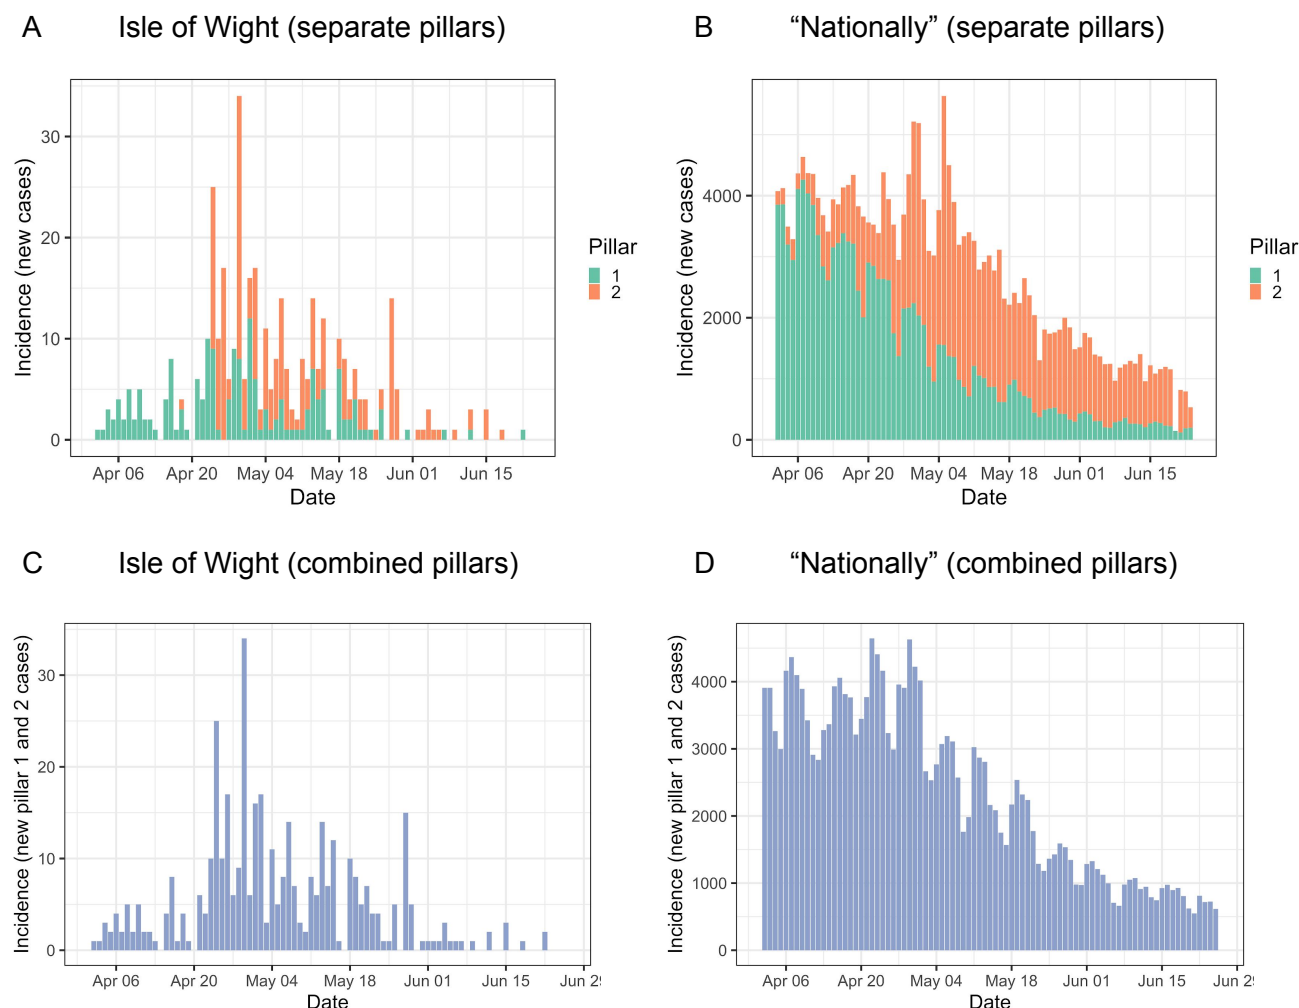 A Isle of Wight (separate pillars)
Incidence (new cases)
30
20
10
0
Apr 06 Apr 20 May 04 May 18 Jun 01 Jun 15
Date
Pillar
1
2
B “Nationally” (separate pillars)
Incidence (new cases)
4000
2000
0
Apr 06 Apr 20 May 04 May 18 Jun 01 Jun 15
Date
Pillar
1
2
C Isle of Wight (combined pillars)
Incidence (new pillar 1 and 2 cases)
30
20
10
0
Apr 06 Apr 20 May 04 May 18 Jun 01 Jun 15 Jun
Date
D “Nationally” (combined pillars)
Incidence (new pillar 1 and 2 cases)
4000
3000
2000
1000
0
Apr 06 Apr 20 May 04 May 18 Jun 01 Jun 15 Jun 29
Date